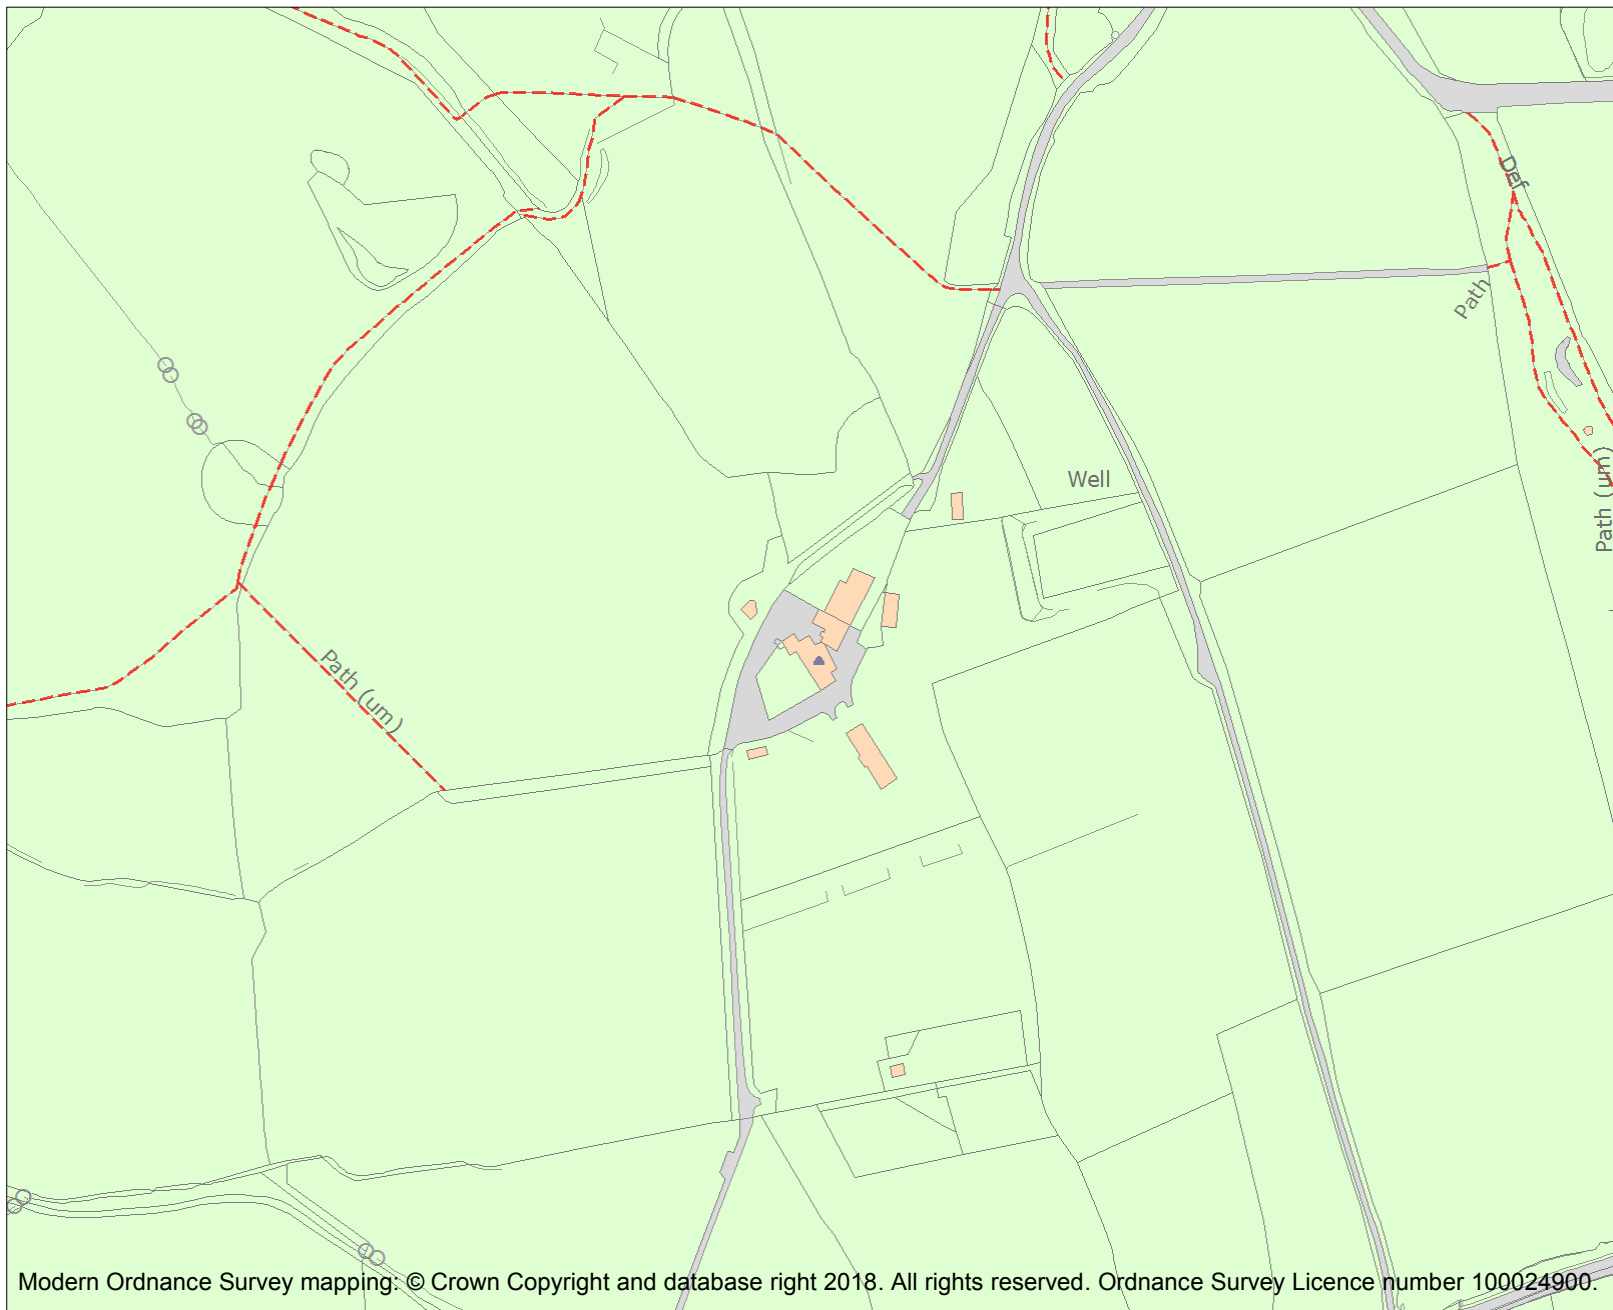 Def
Path
Well
Path (um)
Path (um)
Modern Ordnance Survey mapping: © Crown Copyright and database right 2018. All rights reserved. Ordnance Survey Licence number 100024900.